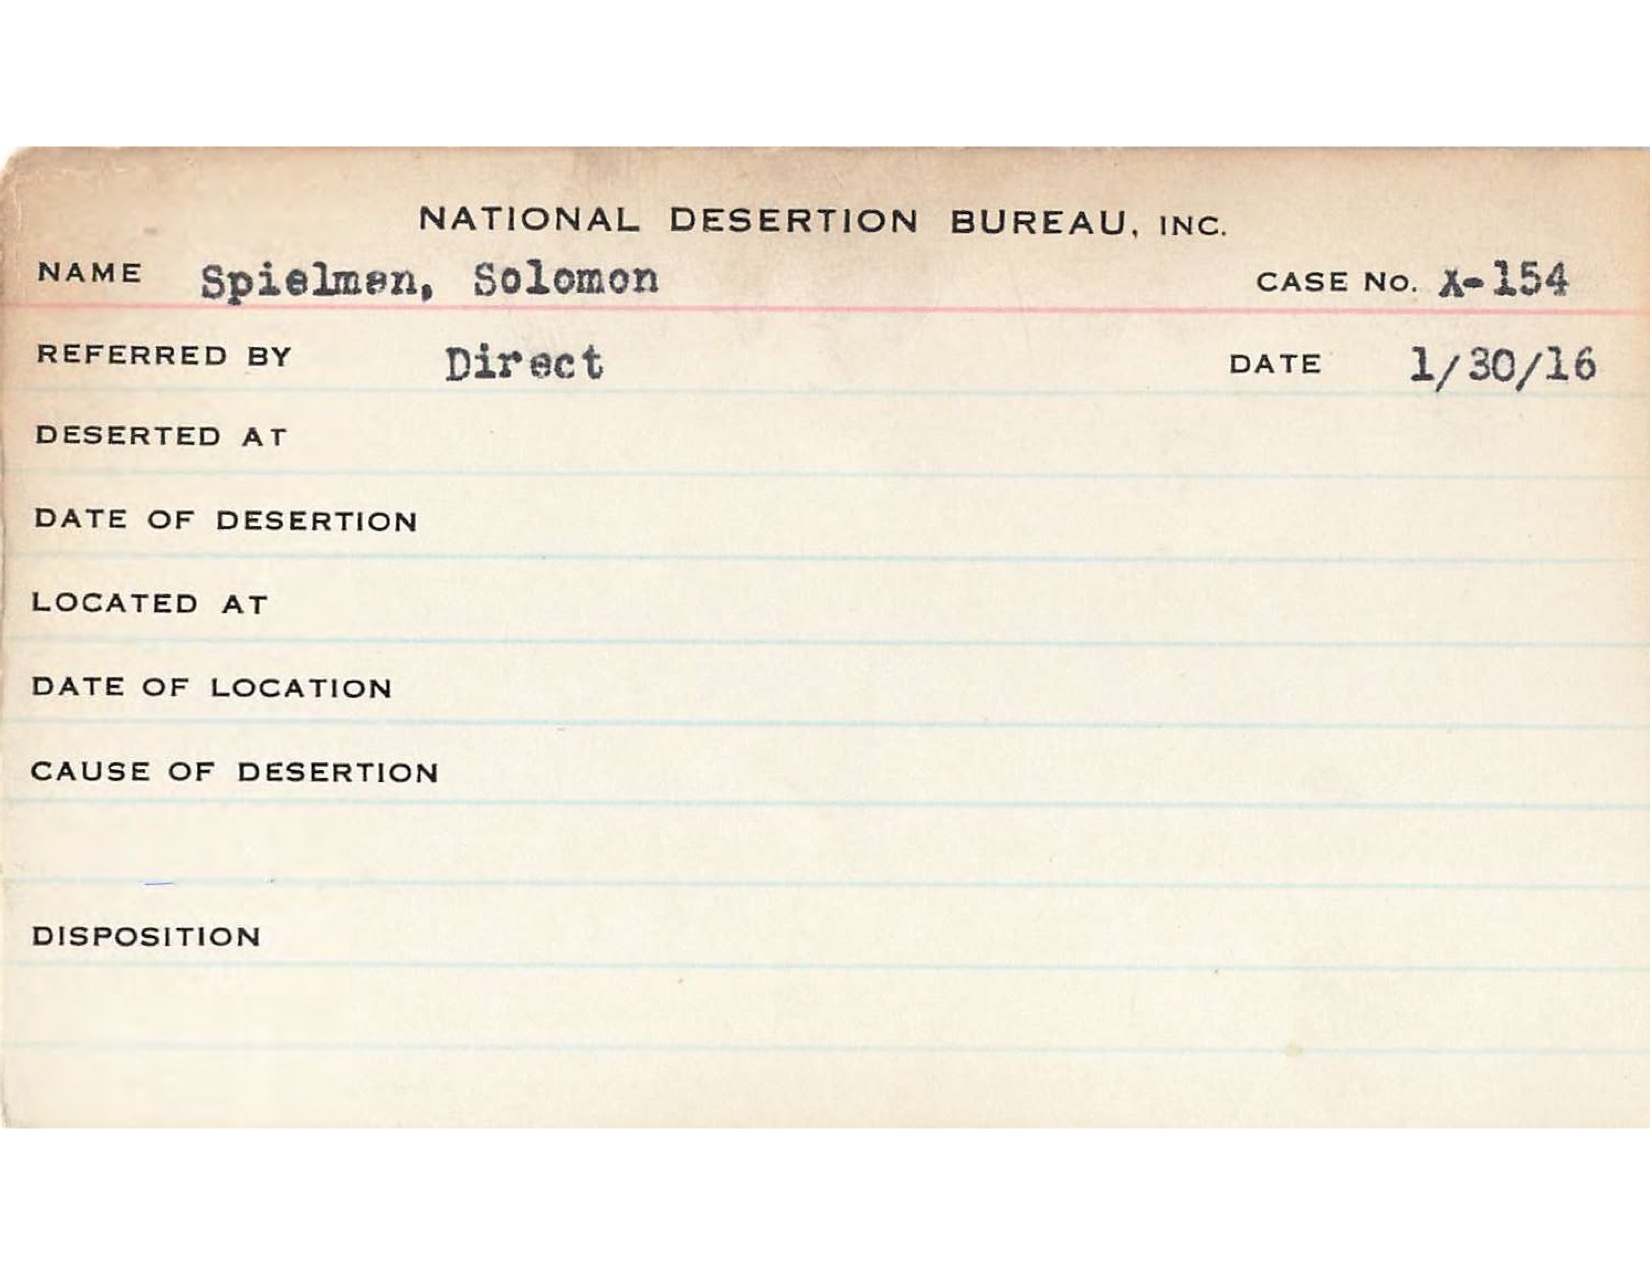 NATIONAL DESERTION BUREAU, INC.
NAME Spielman, Solomon CASE No. X-154
REFERRED BY Direct DATE 1/30/16
DESERTED AT
DATE OF DESERTION
LOCATED AT
DATE OF LOCATION
CAUSE OF DESERTION
DISPOSITION